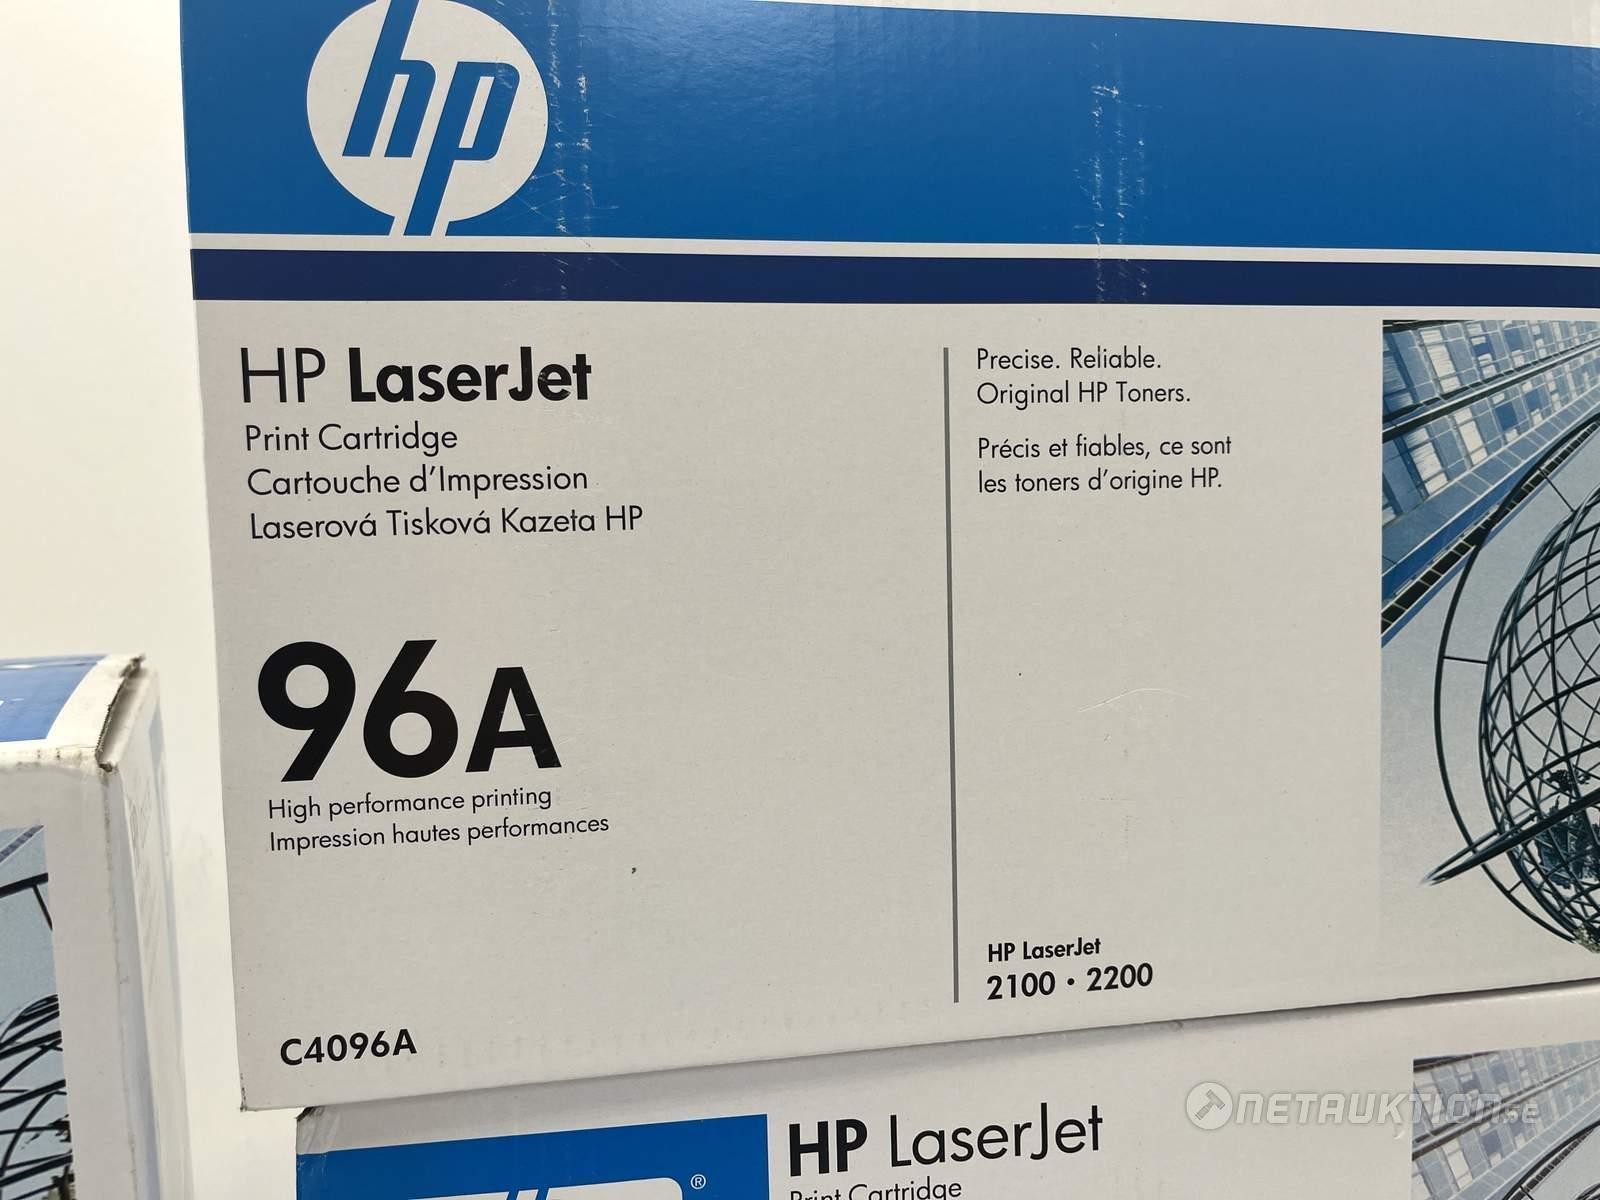 hp
HP LaserJet
Print Cartridge
Cartouche d'Impression
Laserová Tisková Kazeta HP
96A
High performance printing
Impression hautes performances
C4096A
Precise. Reliable.
Original HP Toners.
Précis et fiables, ce sont
les toners d'origine HP.
HP LaserJet
2100 • 2200
HP LaserJet
Print Cartridge
®
NETAUKTION.SE